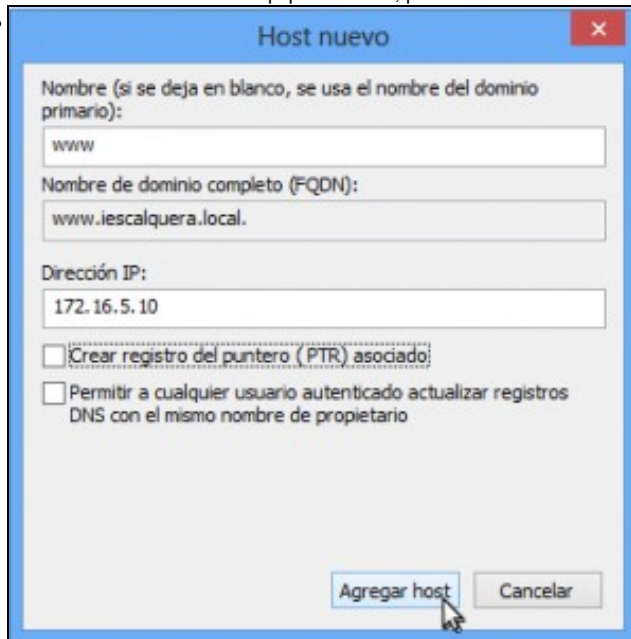 Host nuevo
Nombre (si se deja en blanco, se usa el nombre del dominio
primario):
www
Nombre de dominio completo (FQDN):
www.iescalquera.local.
Dirección IP:
172.16.5.10
Crear registro del puntero (PTR) asociado
Permitir a cualquier usuario autenticado actualizar registros
DNS con el mismo nombre de propietario
Agregar host
Cancelar